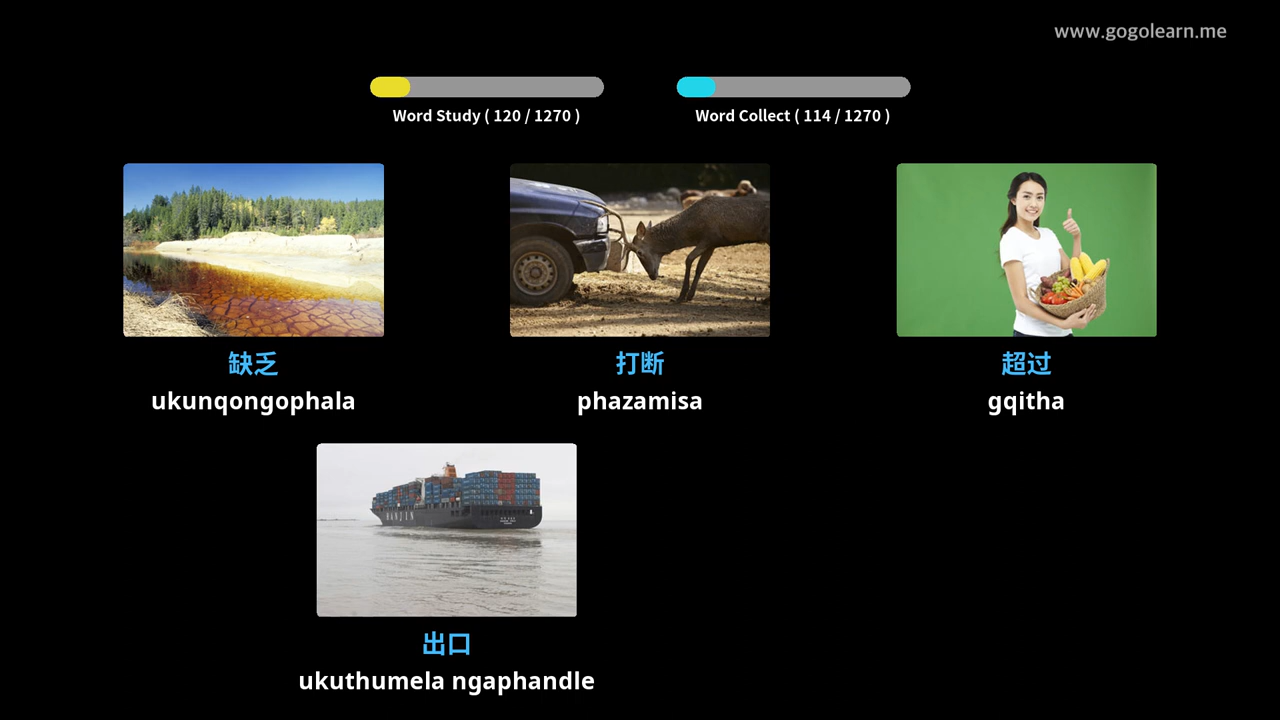 www.gogolearn.me
Word Study ( 120 / 1270 )
Word Collect ( 114 / 1270 )
缺乏
ukunqongophala
打断
phazamisa
超过
gqitha
HANJIN
出口
ukuthumela ngaphandle